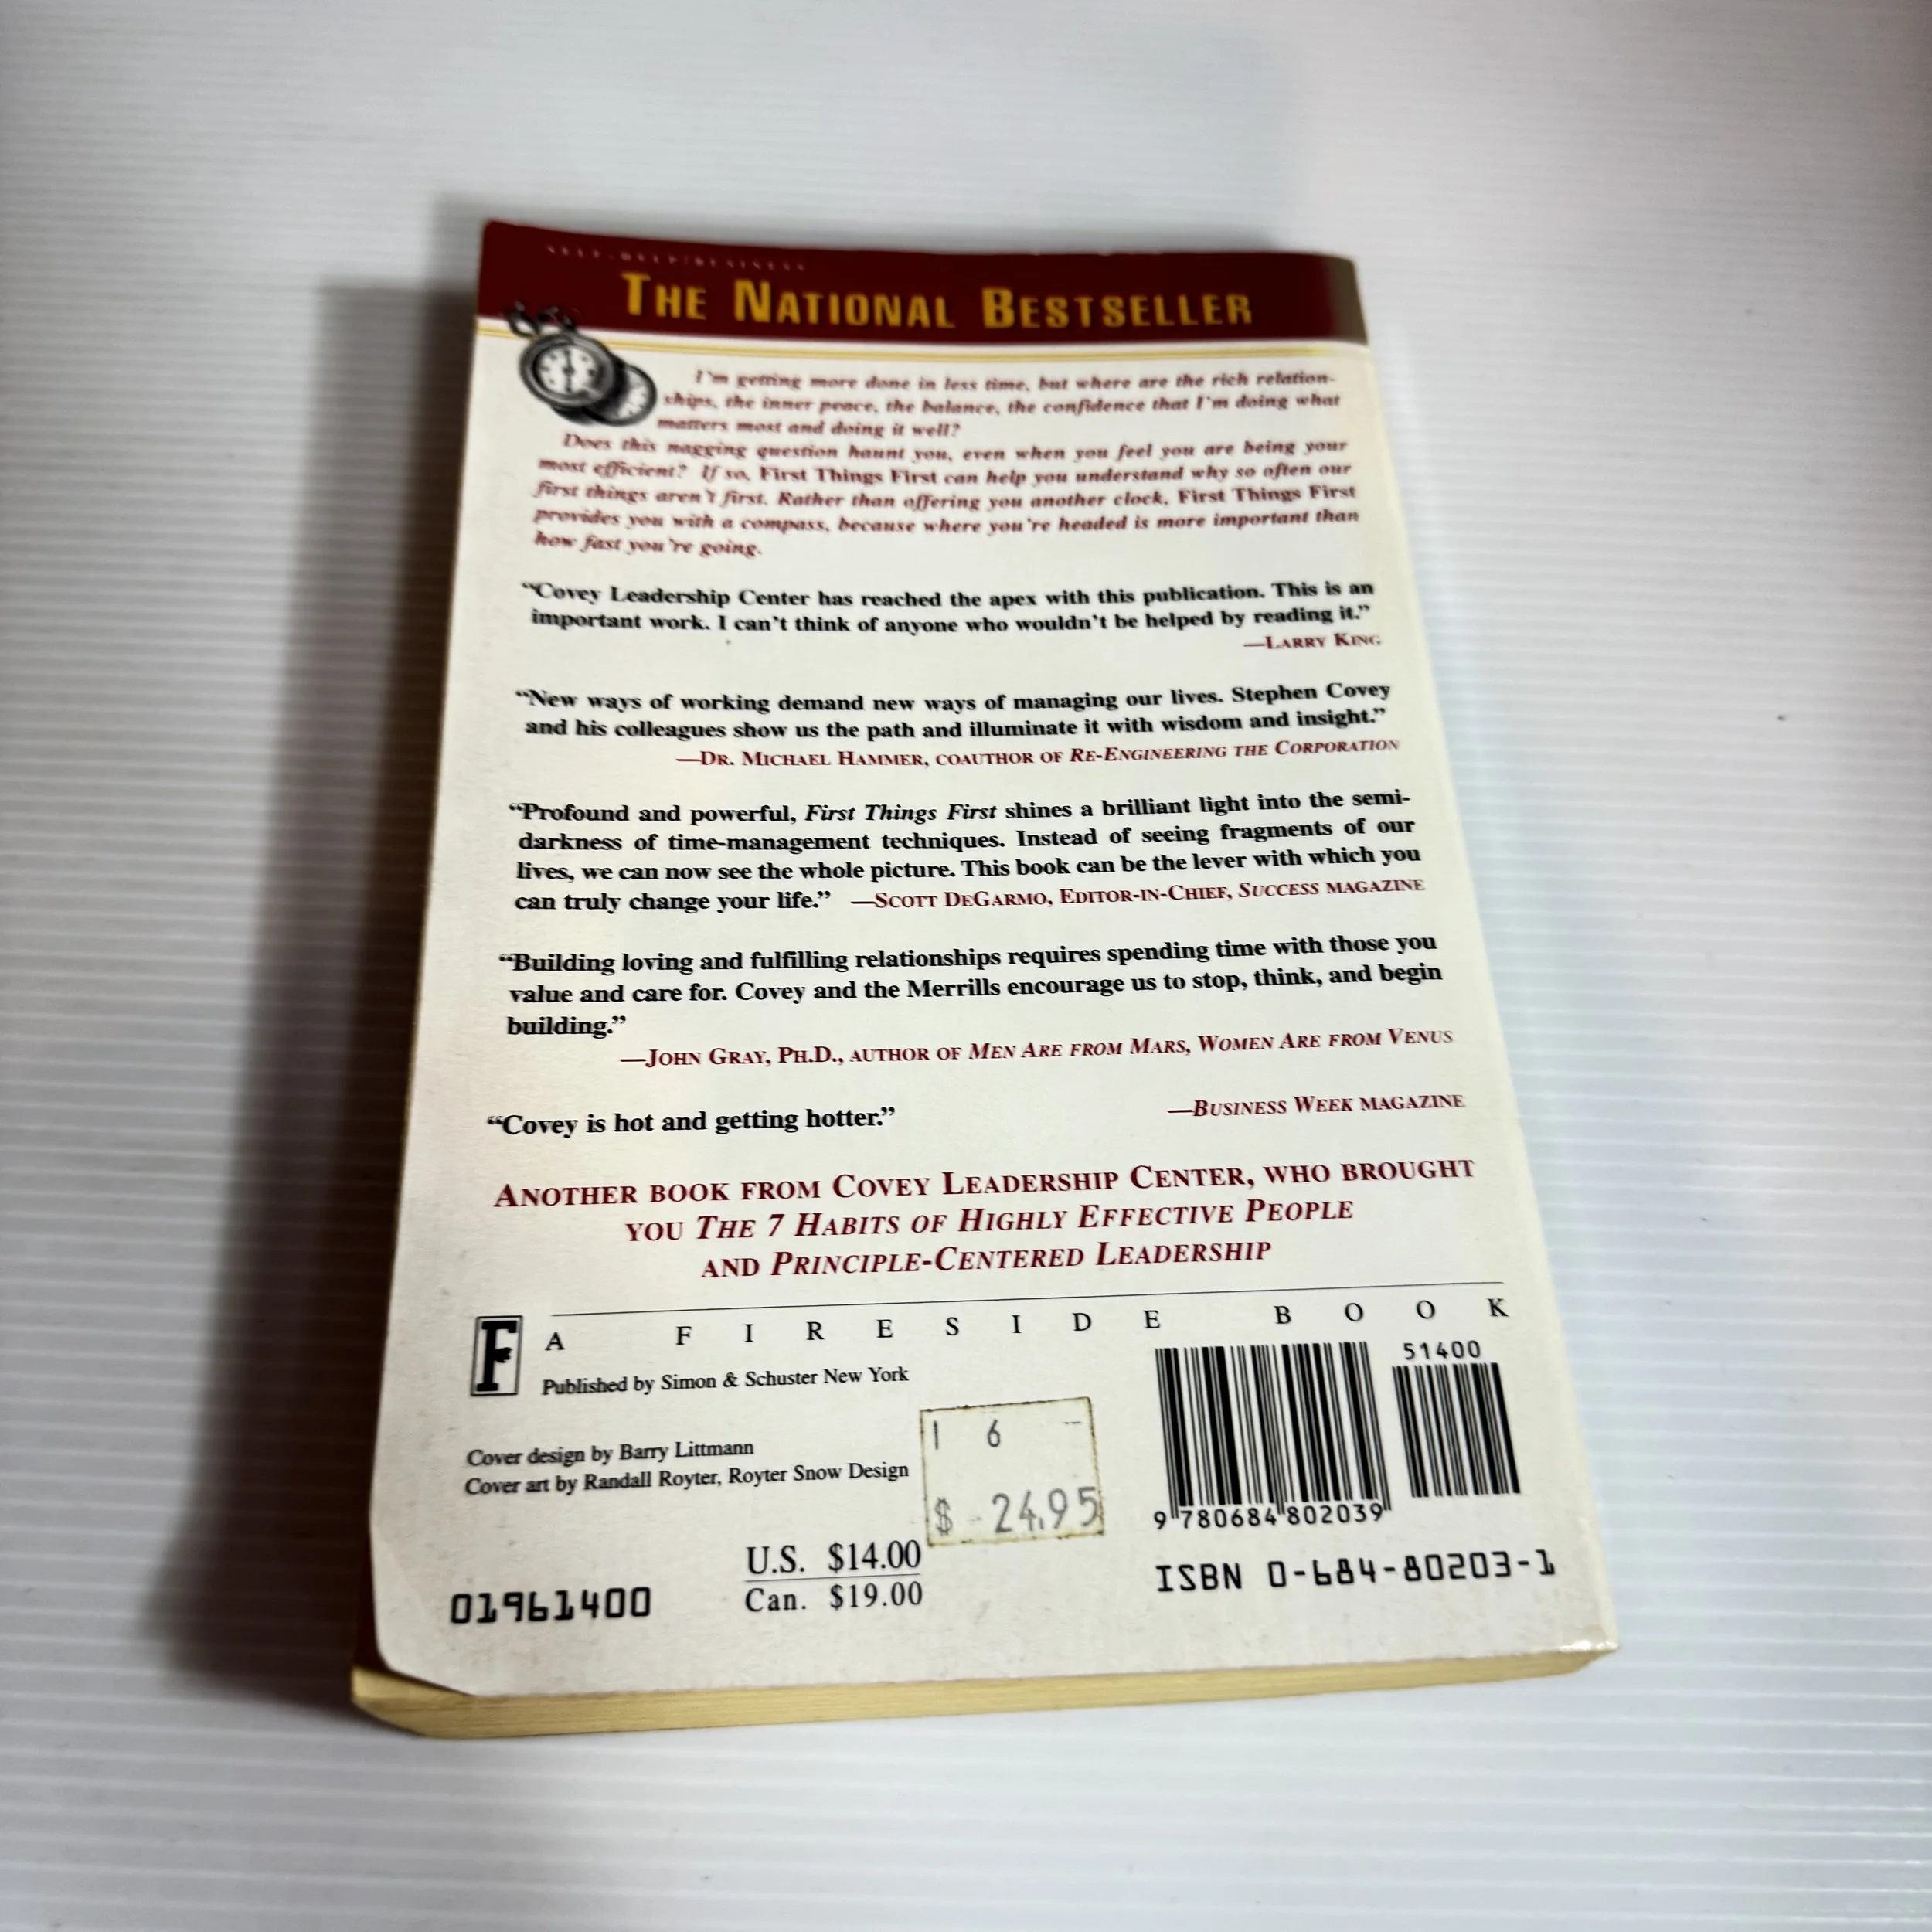 SELF-HELP/BUSINESS
THE NATIONAL BESTSELLER
I'm getting more done in less time, but where are the rich relation-
ships, the inner peace, the balance, the confidence that I'm doing what
matters most and doing it well?
Does this nagging question haunt you, even when you feel you are being your
most efficient? If so, First Things First can help you understand why so often our
first things aren't first. Rather than offering you another clock, First Things First
provides you with a compass, because where you're headed is more important than
how fast you're going.
“Covey Leadership Center has reached the apex with this publication. This is an
important work. I can't think of anyone who wouldn't be helped by reading it.”
—LARRY KING
“New ways of working demand new ways of managing our lives. Stephen Covey
and his colleagues show us the path and illuminate it with wisdom and insight.”
—DR. MICHAEL HAMMER, COAUTHOR OF RE-ENGINEERING THE CORPORATION
“Profound and powerful, First Things First shines a brilliant light into the semi-
darkness of time-management techniques. Instead of seeing fragments of our
lives, we can now see the whole picture. This book can be the lever with which you
can truly change your life.” —SCOTT DEGARMO, EDITOR-IN-CHIEF, SUCCESS MAGAZINE
“Building loving and fulfilling relationships requires spending time with those you
value and care for. Covey and the Merrills encourage us to stop, think, and begin
building.”
—JOHN GRAY, PH.D., AUTHOR OF MEN ARE FROM MARS, WOMEN ARE FROM VENUS
“Covey is hot and getting hotter.” —BUSINESS WEEK MAGAZINE
ANOTHER BOOK FROM COVEY LEADERSHIP CENTER, WHO BROUGHT
YOU THE 7 HABITS OF HIGHLY EFFECTIVE PEOPLE
AND PRINCIPLE-CENTERED LEADERSHIP
F A FIRESIDE BOOK
Published by Simon & Schuster New York
51400
1 6 -
Cover design by Barry Littmann
Cover art by Randall Royter, Royter Snow Design
$ 24.95
9 780684 802039
U.S. $14.00
Can. $19.00
ISBN 0-684-80203-1
01961400